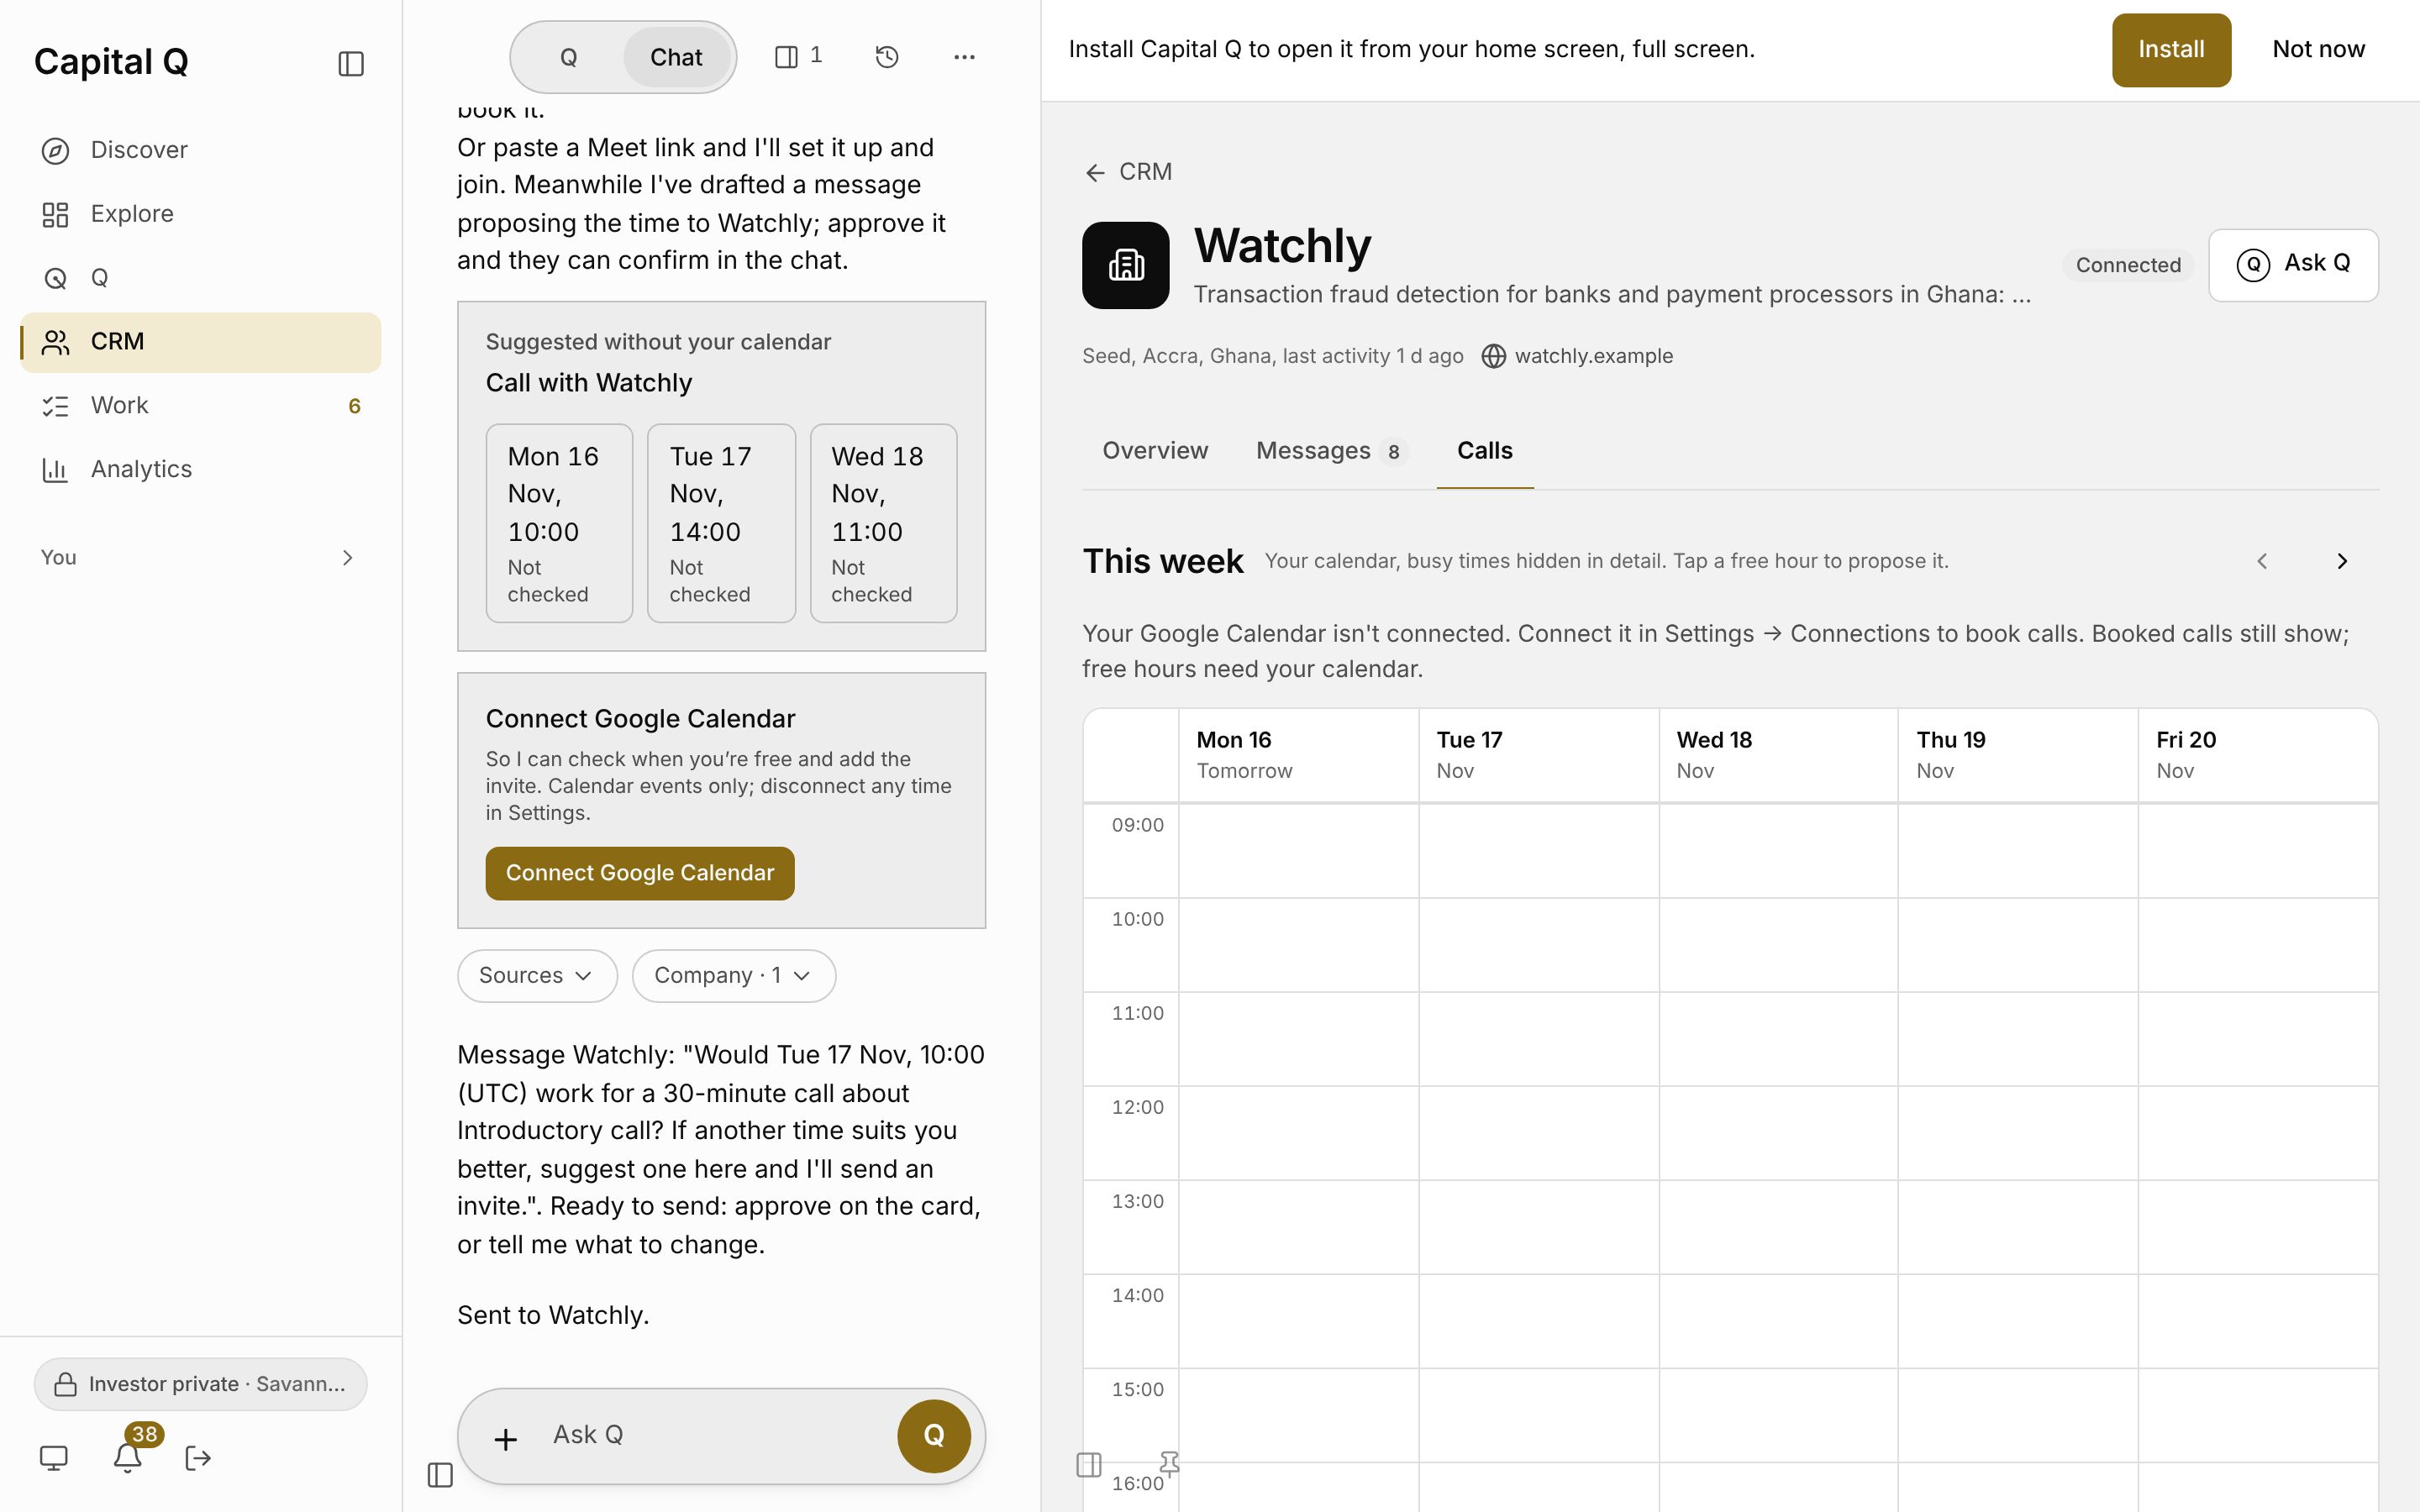 Capital Q
Discover
Explore
Q
CRM
Work 6
Analytics
You
Investor private · Savann...
38
Q Chat 1
book it.
Or paste a Meet link and I'll set it up and
join. Meanwhile I've drafted a message
proposing the time to Watchly; approve it
and they can confirm in the chat.
Suggested without your calendar
Call with Watchly
Mon 16
Nov,
10:00
Not
checked
Tue 17
Nov,
14:00
Not
checked
Wed 18
Nov,
11:00
Not
checked
Connect Google Calendar
So I can check when you’re free and add the
invite. Calendar events only; disconnect any time
in Settings.
Connect Google Calendar
Sources Company · 1
Message Watchly: "Would Tue 17 Nov, 10:00
(UTC) work for a 30-minute call about
Introductory call? If another time suits you
better, suggest one here and I'll send an
invite.". Ready to send: approve on the card,
or tell me what to change.
Sent to Watchly.
Ask Q Q
Install Capital Q to open it from your home screen, full screen.
Install Not now
← CRM
Watchly
Transaction fraud detection for banks and payment processors in Ghana: ...
Connected Q Ask Q
Seed, Accra, Ghana, last activity 1 d ago watchly.example
Overview Messages 8 Calls
This week Your calendar, busy times hidden in detail. Tap a free hour to propose it.
Your Google Calendar isn't connected. Connect it in Settings → Connections to book calls. Booked calls still show;
free hours need your calendar.
Mon 16 Tue 17 Wed 18 Thu 19 Fri 20
Tomorrow Nov Nov Nov Nov
09:00
10:00
11:00
12:00
13:00
14:00
15:00
16:00